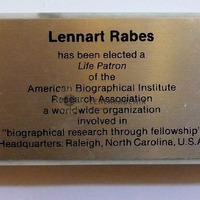 Lennart Rabes
has been elected a
Life Patron
of the
American Biographical Institute
Research Association
a worldwide organization
involved in
"biographical research through fellowship"
Headquarters: Raleigh, North Carolina, U.S.A